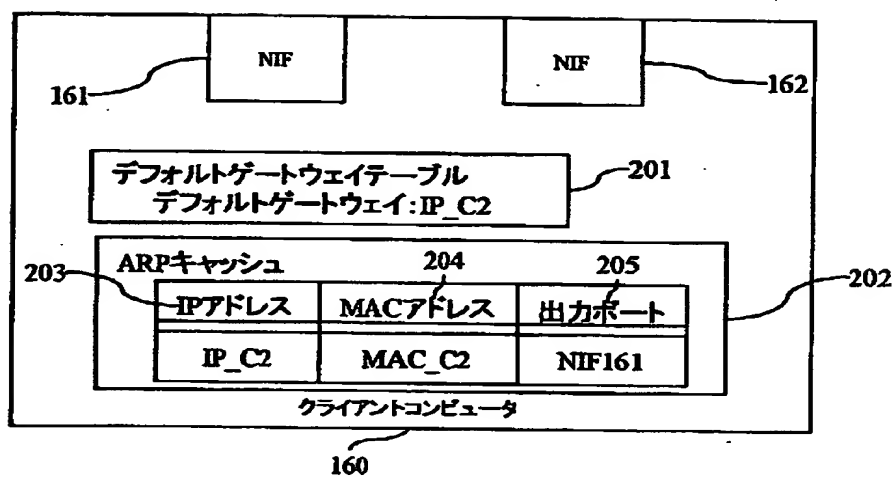 NIF
NIF
161
162
デフォルトゲートウェイテーブル
デフォルトゲートウェイ:IP_C2
201
ARPキャッシュ
203
204
205
202
IPアドレス
MACアドレス
出力ポート
IP_C2
MAC_C2
NIF161
クライアントコンピュータ
160